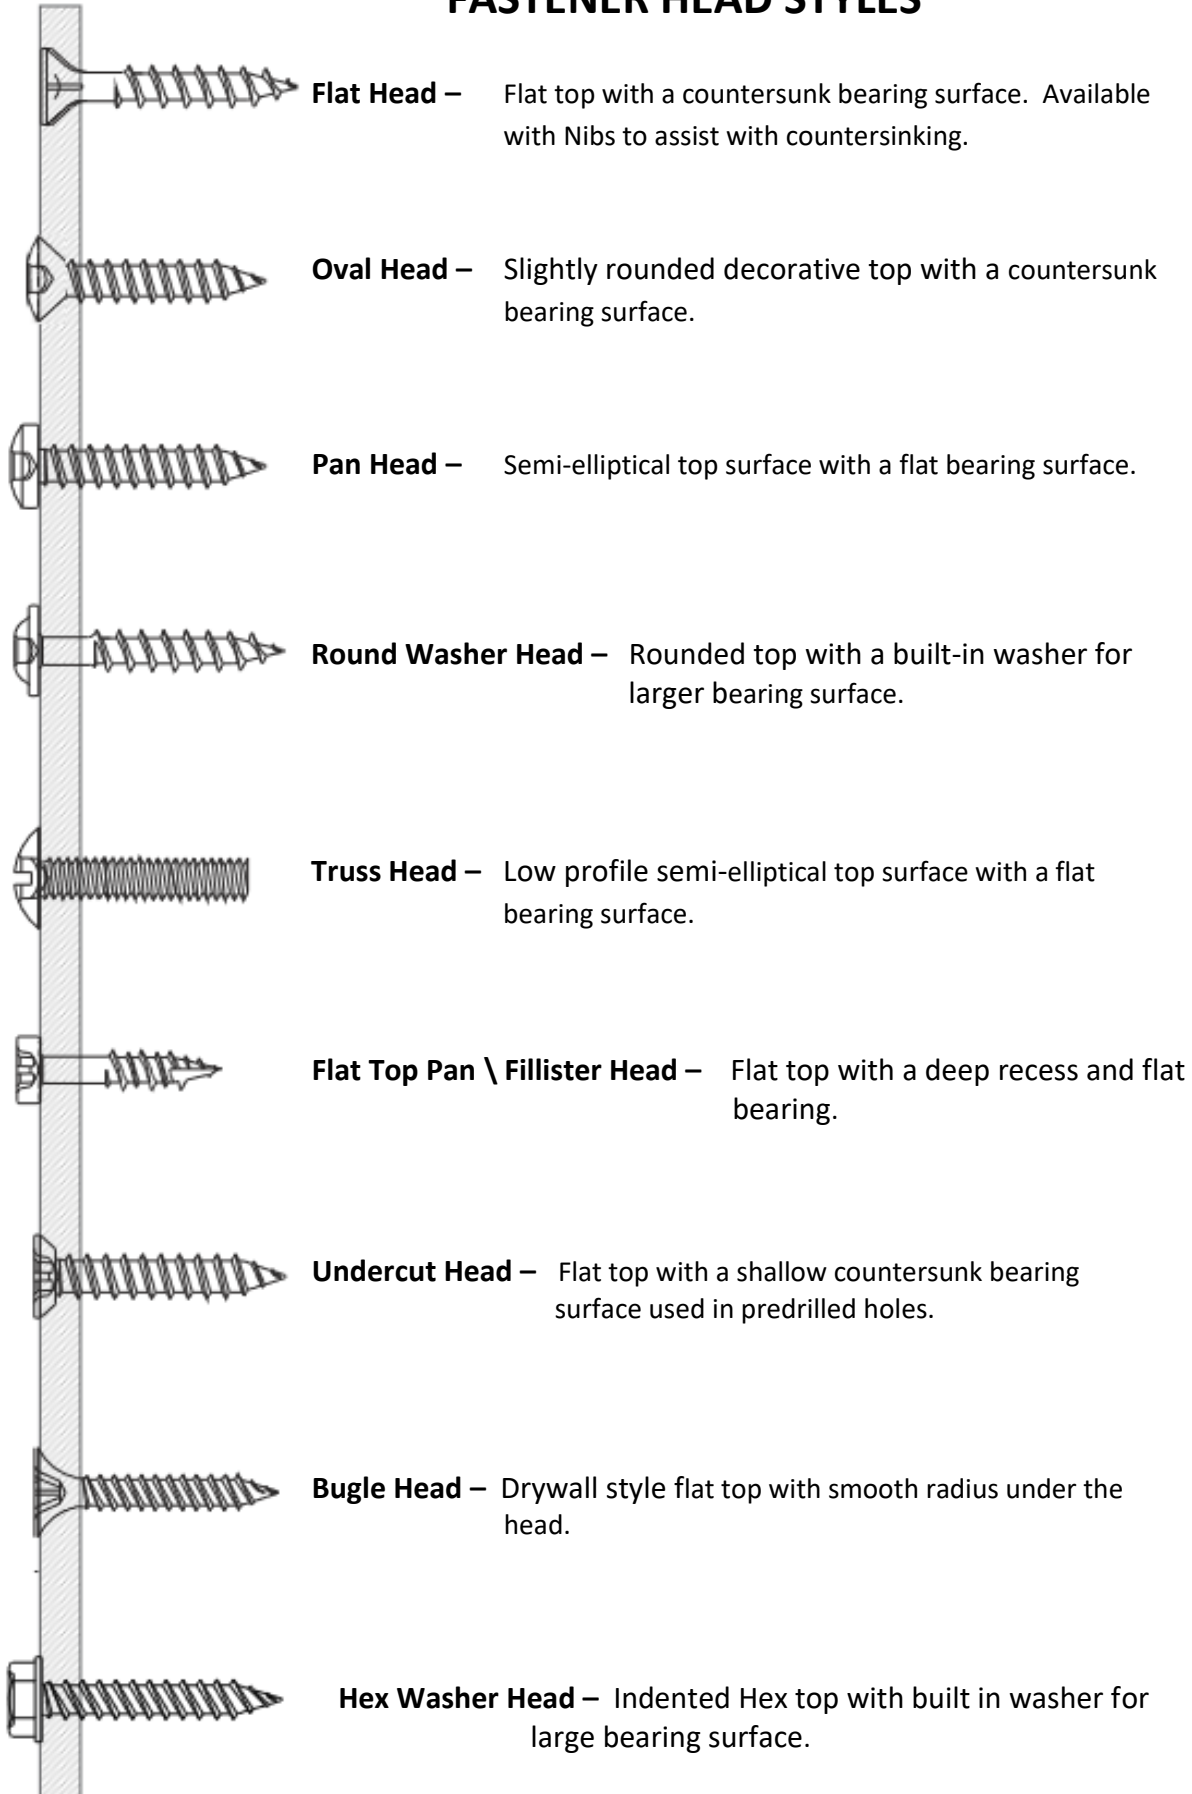 FASTENER HEAD STYLES
Flat Head – Flat top with a countersunk bearing surface. Available
with Nibs to assist with countersinking.
Oval Head – Slightly rounded decorative top with a countersunk
bearing surface.
Pan Head – Semi-elliptical top surface with a flat bearing surface.
Round Washer Head – Rounded top with a built-in washer for
larger bearing surface.
Truss Head – Low profile semi-elliptical top surface with a flat
bearing surface.
Flat Top Pan \ Fillister Head – Flat top with a deep recess and flat
bearing.
Undercut Head – Flat top with a shallow countersunk bearing
surface used in predrilled holes.
Bugle Head – Drywall style flat top with smooth radius under the
head.
Hex Washer Head – Indented Hex top with built in washer for
large bearing surface.